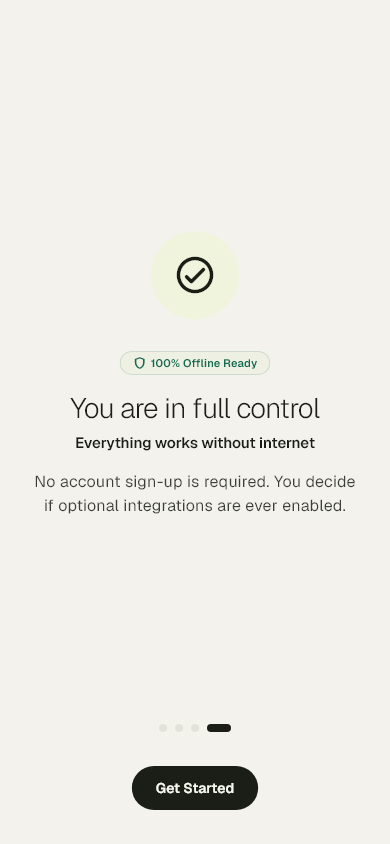 100% Offline Ready
You are in full control
Everything works without internet
No account sign-up is required. You decide
if optional integrations are ever enabled.
Get Started